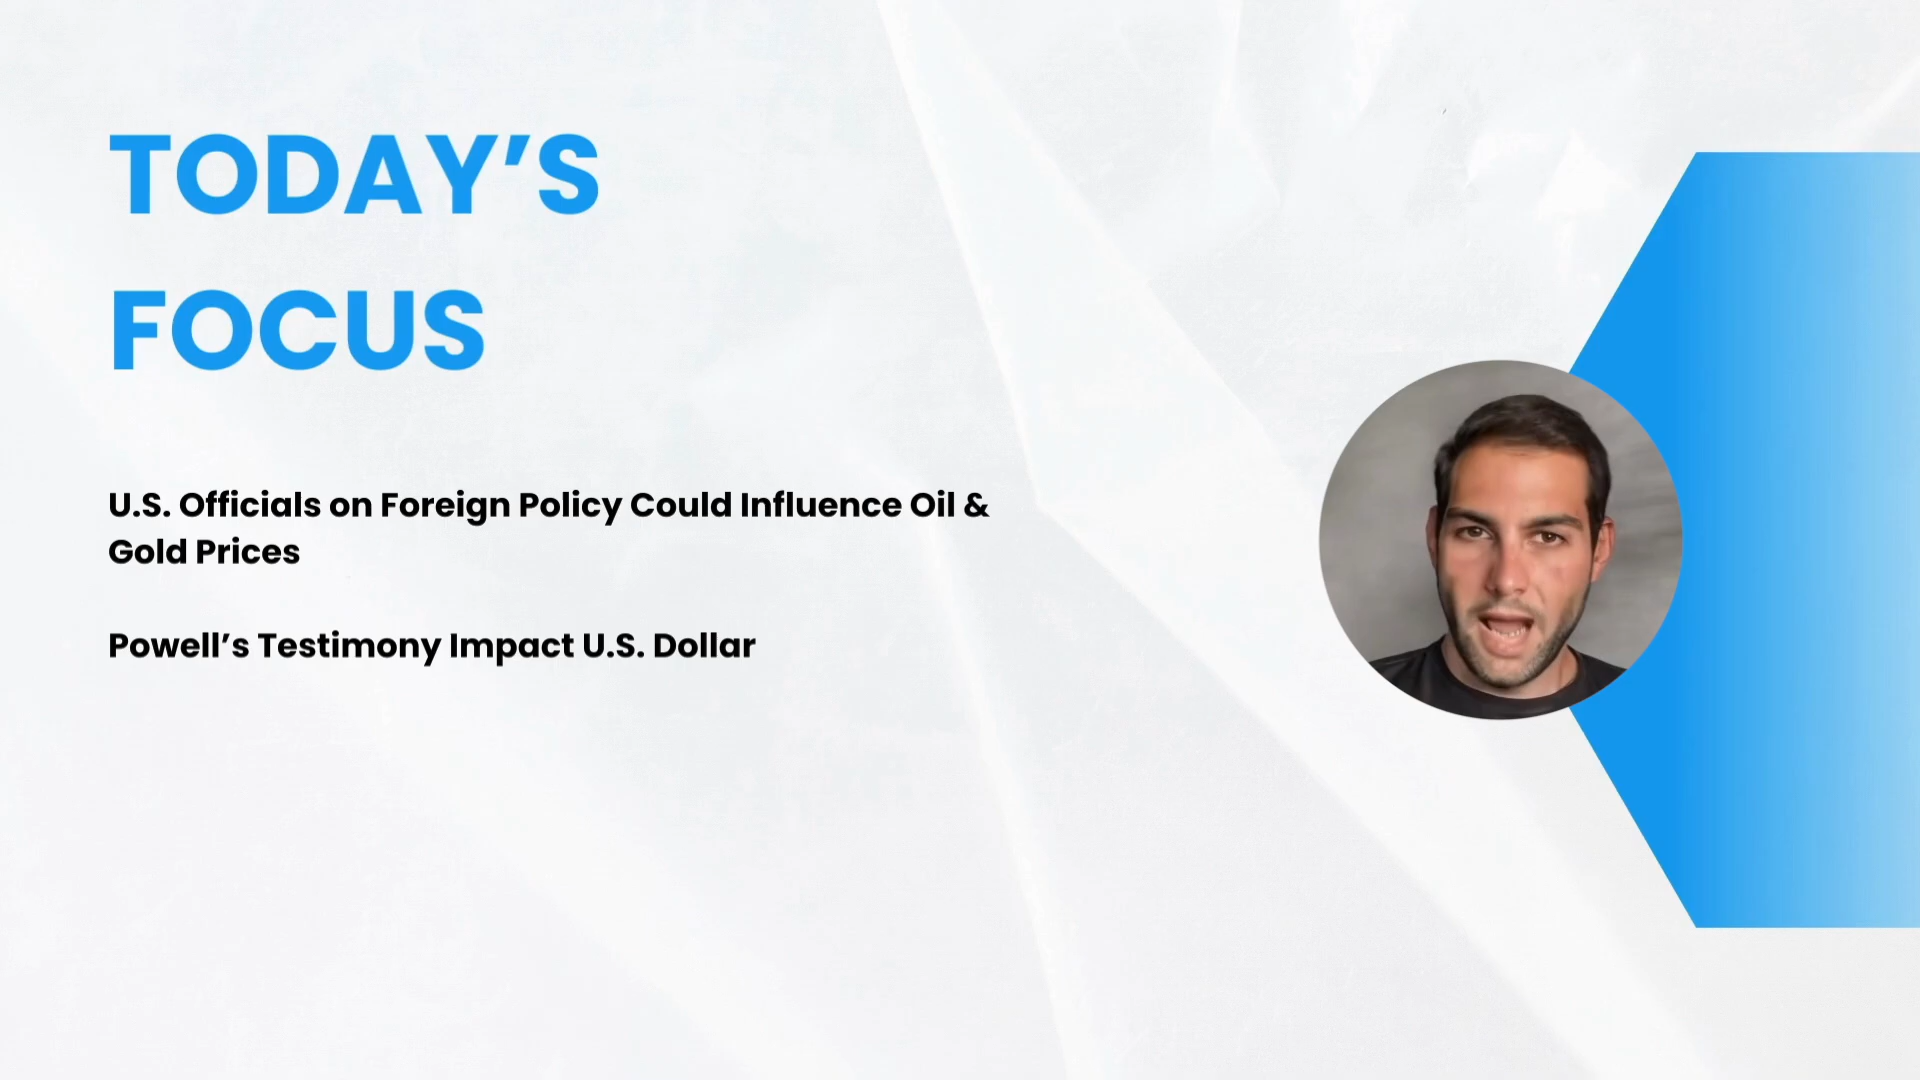 TODAY’S
FOCUS
U.S. Officials on Foreign Policy Could Influence Oil &
Gold Prices
Powell’s Testimony Impact U.S. Dollar